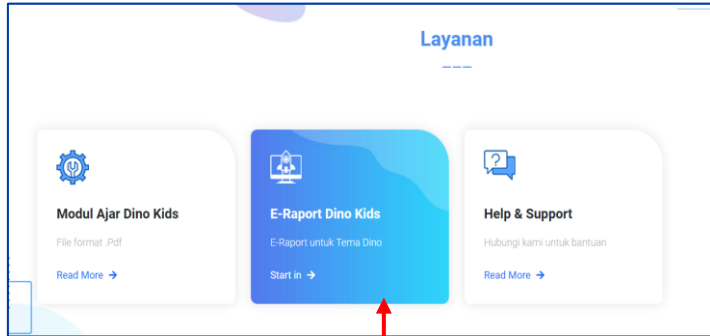 Layanan
Modul Ajar Dino Kids
File format .Pdf
Read More →
E-Raport Dino Kids
E-Raport untuk Tema Dino
Start in →
Help & Support
Hubungi kami untuk bantuan
Read More →